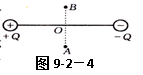 B
+ O −
+Q A −Q
图9-2-4